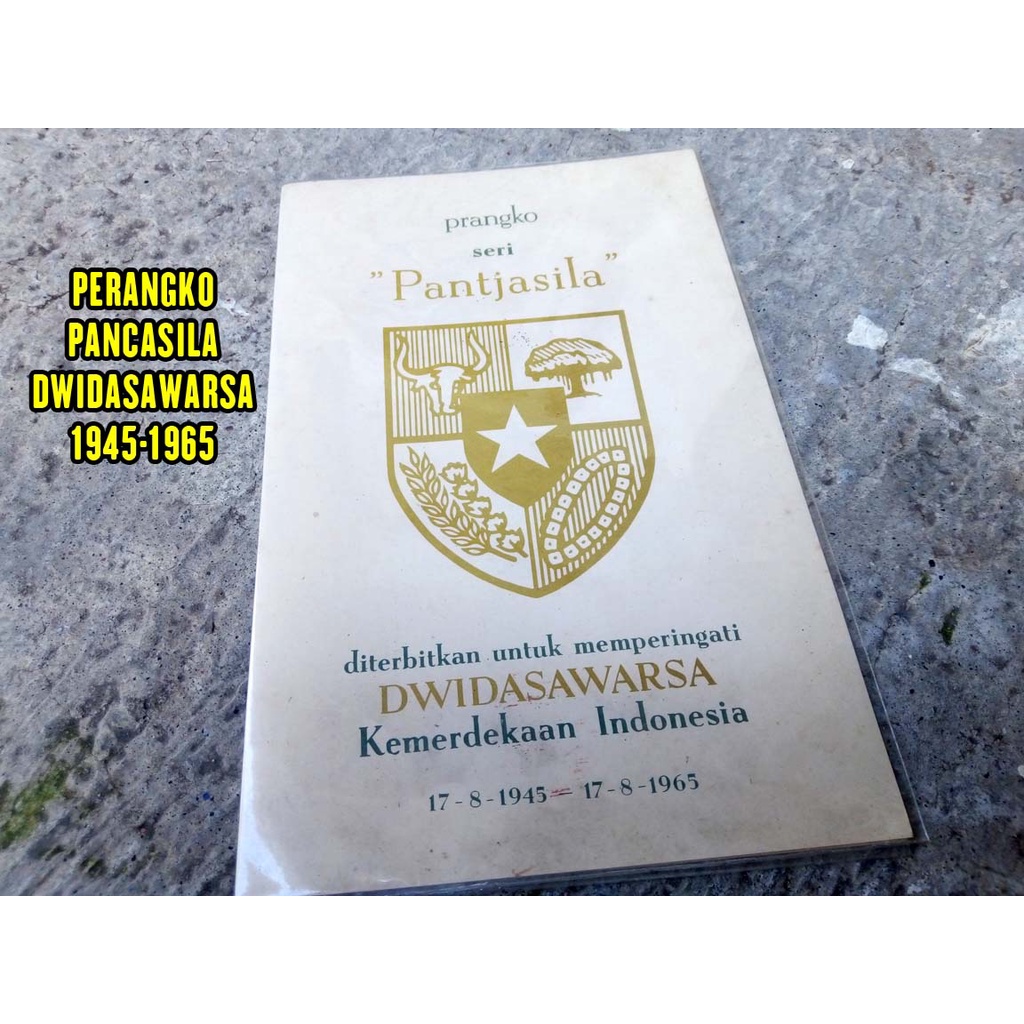 PERANGKO
PANCASILA
DWIDASAWARSA
1945-1965
prangko
seri
"Pantjasila"
diterbitkan untuk memperingati
DWIDASAWARSA
Kemerdekaan Indonesia
17-8-1945 — 17-8-1965